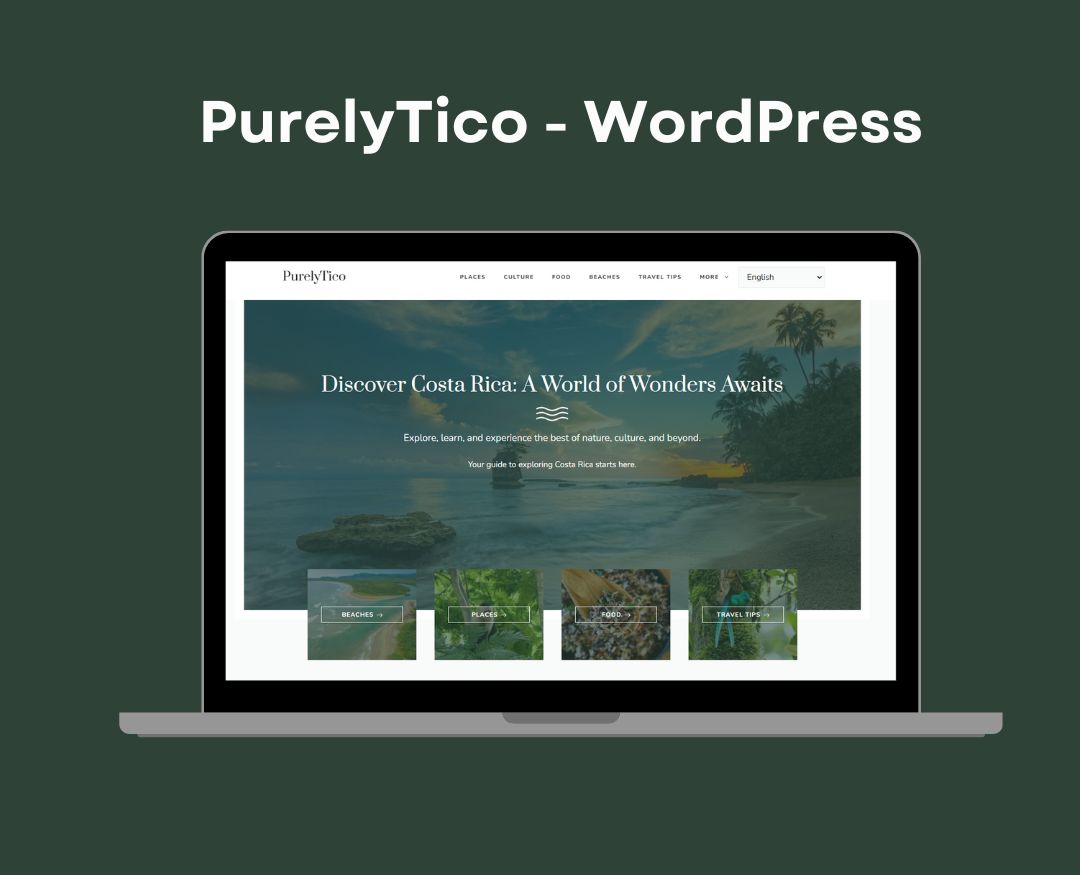 PurelyTico - WordPress
PurelyTico
PLACES CULTURE FOOD BEACHES TRAVEL TIPS MORE English
Discover Costa Rica: A World of Wonders Awaits
Explore, learn, and experience the best of nature, culture, and beyond.
Your guide to exploring Costa Rica starts here.
BEACHES → PLACES → FOOD → TRAVEL TIPS →